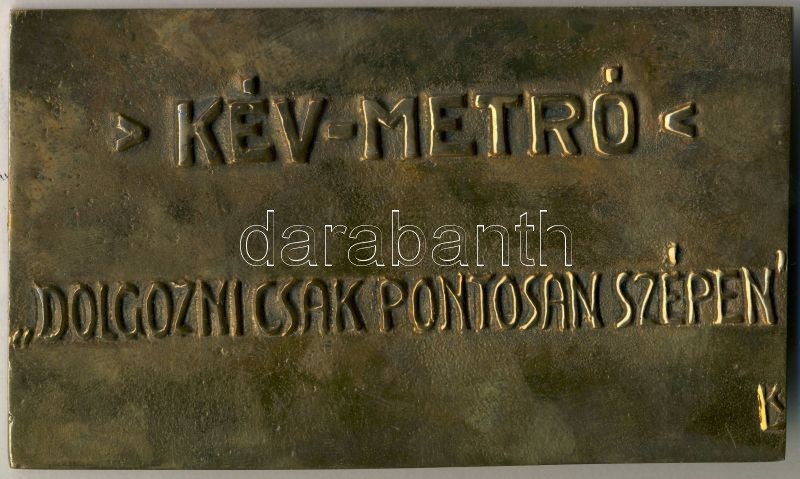 > KÉV-METRÓ <
darabanth
„DOLGOZNI CSAK PONTOSAN SZÉPEN’
K